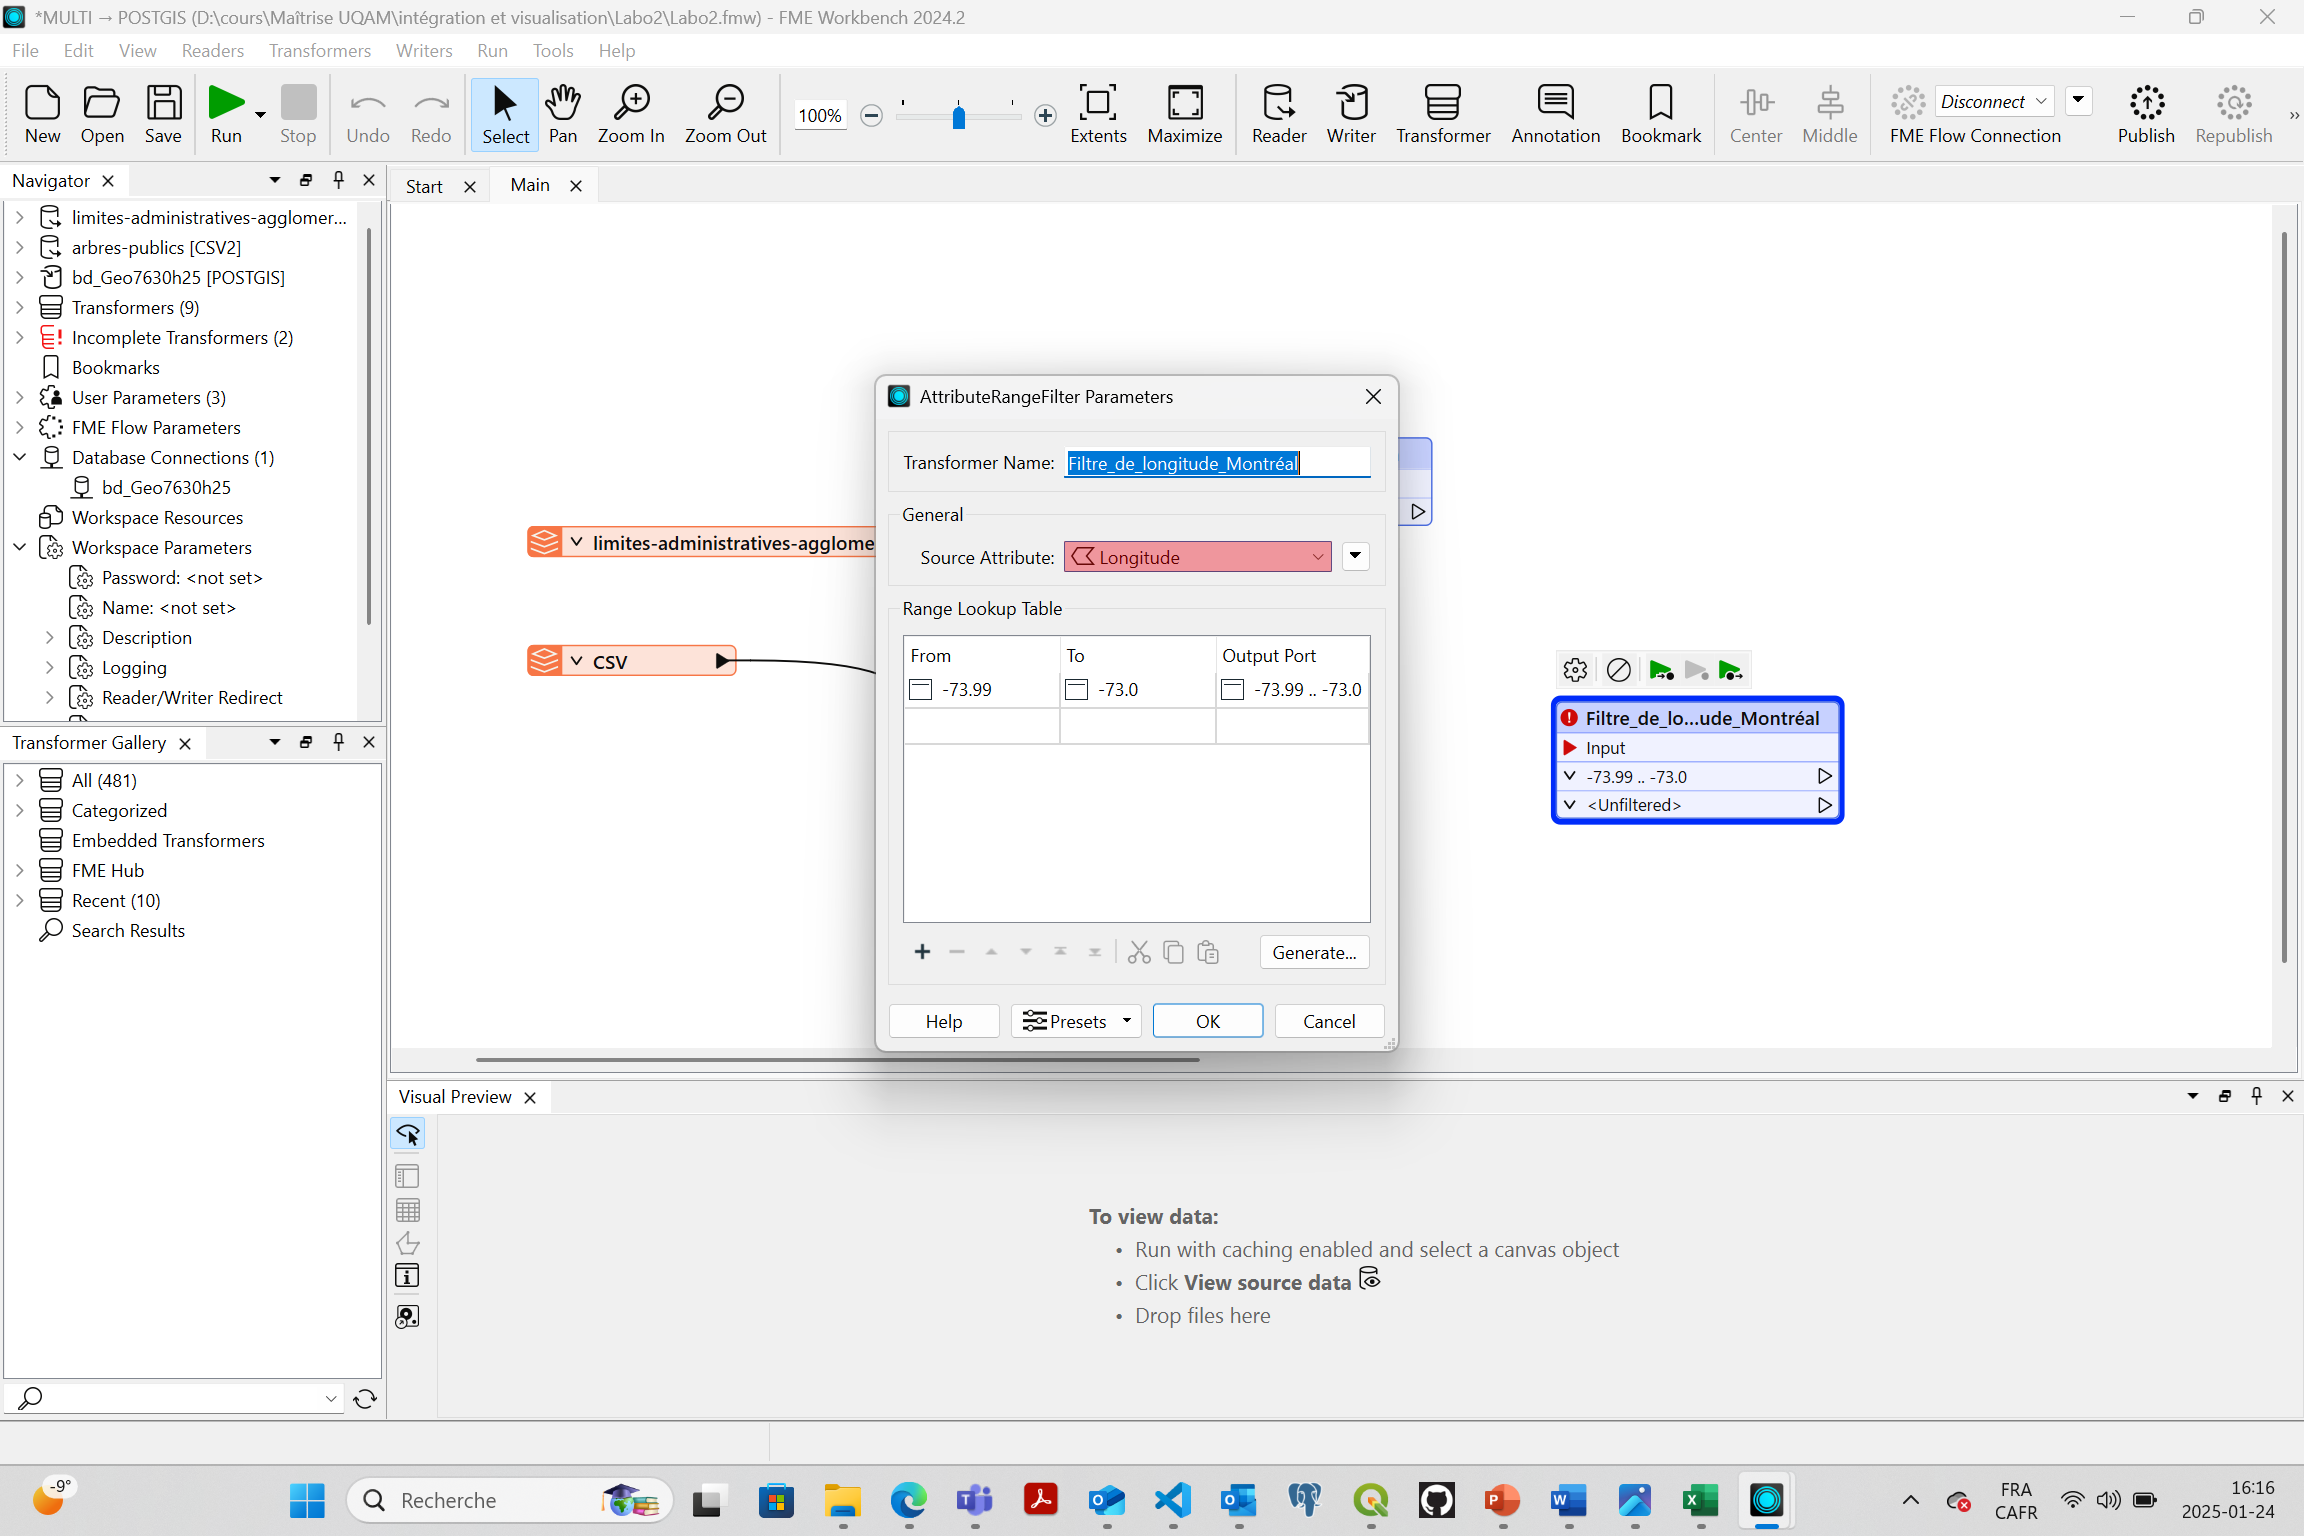 *MULTI → POSTGIS (D:\cours\Maîtrise UQAM\intégration et visualisation\Labo2\Labo2.fmw) - FME Workbench 2024.2
File Edit View Readers Transformers Writers Run Tools Help
New Open Save Run Stop Undo Redo Select Pan Zoom In Zoom Out 100% Extents Maximize Reader Writer Transformer Annotation Bookmark Center Middle Disconnect FME Flow Connection Publish Republish »
Navigator
limites-administratives-agglomer...
arbres-publics [CSV2]
bd_Geo7630h25 [POSTGIS]
Transformers (9)
Incomplete Transformers (2)
Bookmarks
User Parameters (3)
FME Flow Parameters
Database Connections (1)
bd_Geo7630h25
Workspace Resources
Workspace Parameters
Password: <not set>
Name: <not set>
Description
Logging
Reader/Writer Redirect
Transformer Gallery
All (481)
Categorized
Embedded Transformers
FME Hub
Recent (10)
Search Results
Start Main
limites-administratives-agglome
CSV
AttributeRangeFilter Parameters
Transformer Name: Filtre_de_longitude_Montréal
General
Source Attribute: Longitude
Range Lookup Table
From To Output Port
-73.99 -73.0 -73.99 .. -73.0
Generate...
Help Presets OK Cancel
Filtre_de_lo...ude_Montréal
Input
-73.99 .. -73.0
<Unfiltered>
Visual Preview
To view data:
• Run with caching enabled and select a canvas object
• Click View source data
• Drop files here
-9°
Recherche
FRA
CAFR
16:16
2025-01-24